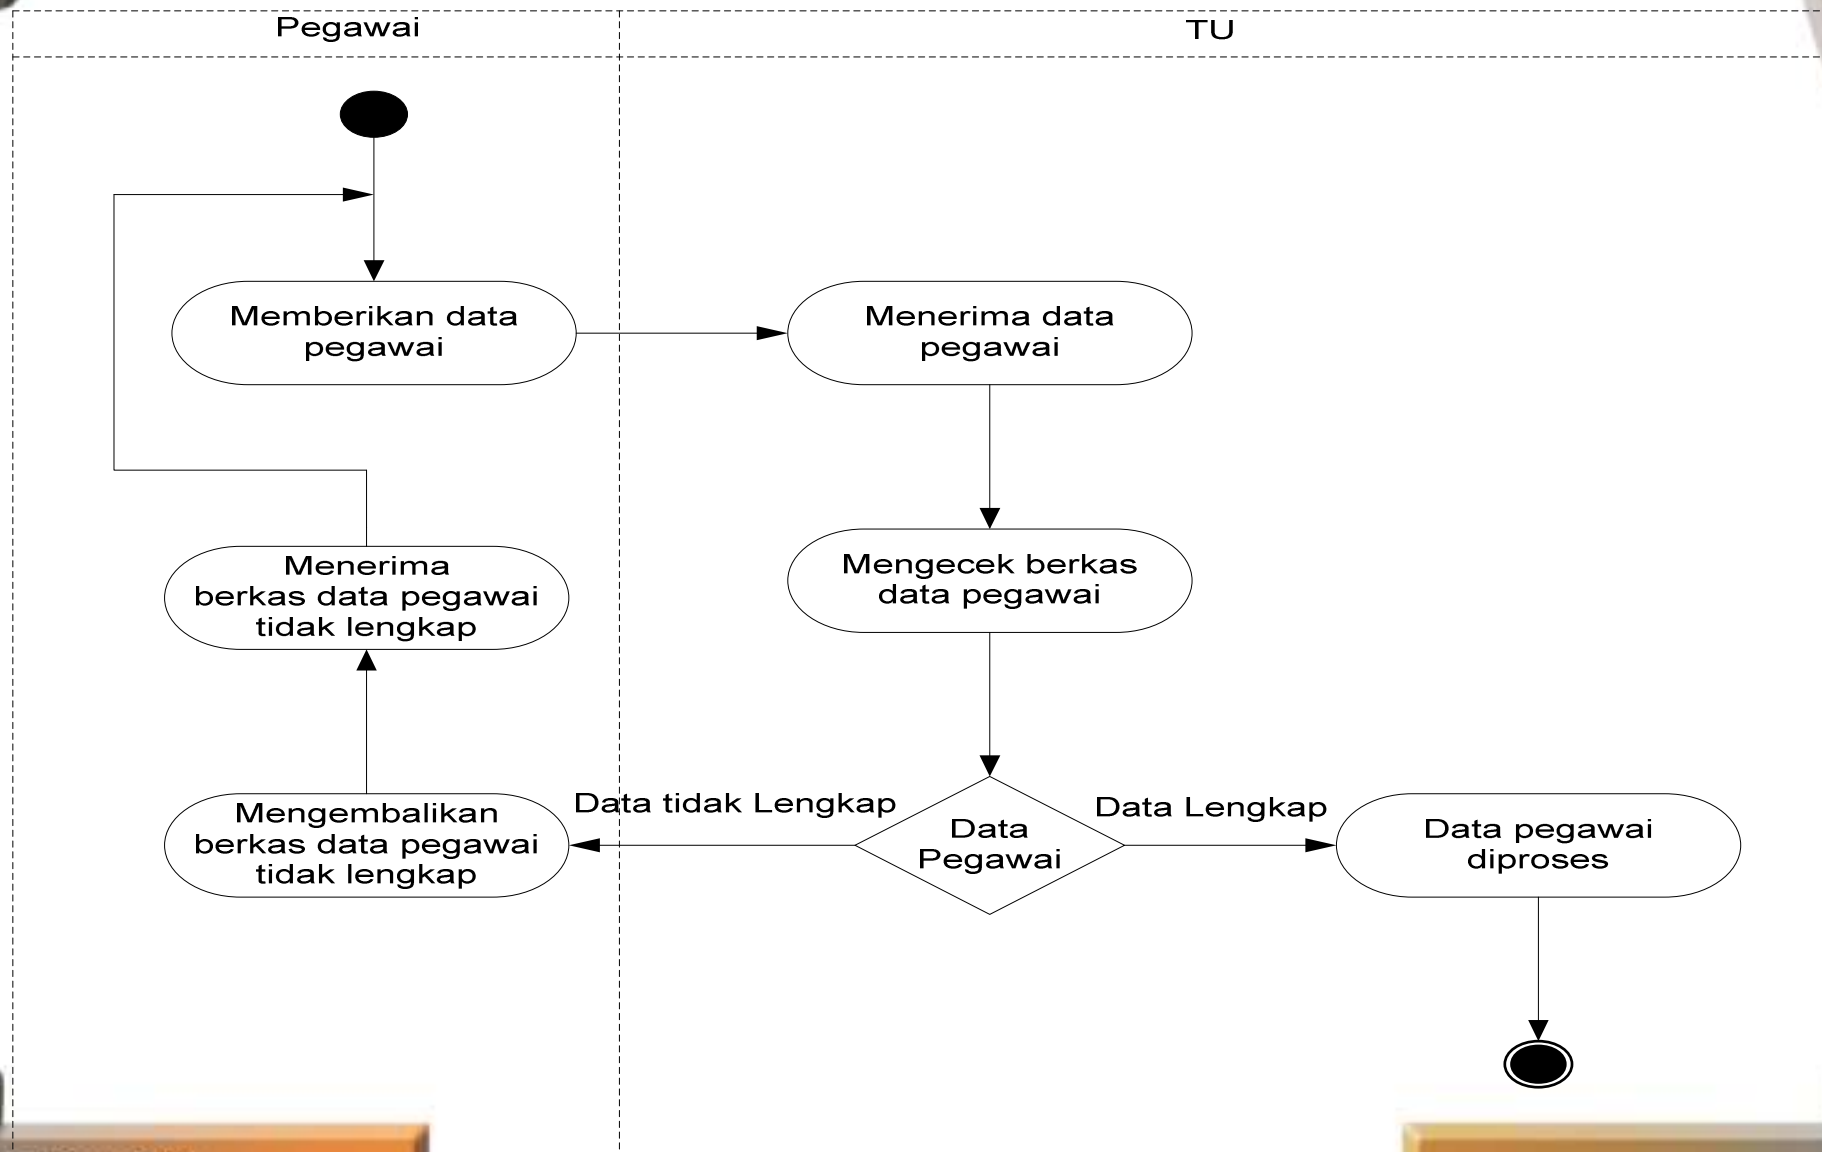 Pegawai
TU
Memberikan data
pegawai
Menerima data
pegawai
Menerima
berkas data pegawai
tidak lengkap
Mengecek berkas
data pegawai
Mengembalikan
berkas data pegawai
tidak lengkap
Data tidak Lengkap
Data
Pegawai
Data Lengkap
Data pegawai
diproses